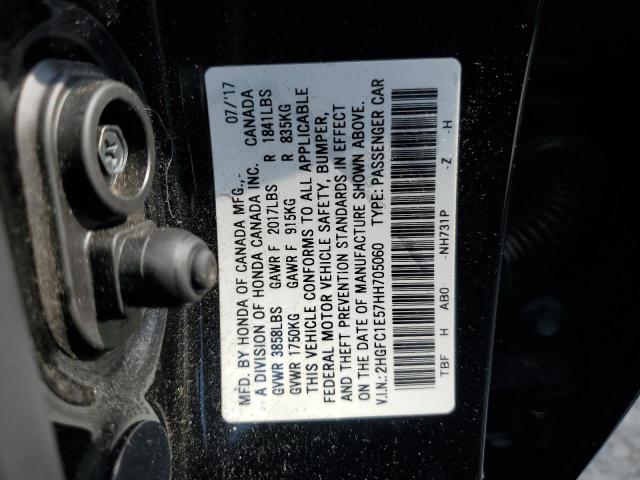 MFD. BY HONDA OF CANADA MFG.,- 07/'17
A DIVISION OF HONDA CANADA INC. CANADA
GVWR 3858LBS GAWR F 2017LBS R 1841LBS
GVWR 1750KG GAWR F 915KG R 835KG
THIS VEHICLE CONFORMS TO ALL APPLICABLE
FEDERAL MOTOR VEHICLE SAFETY, BUMPER,
AND THEFT PREVENTION STANDARDS IN EFFECT
ON THE DATE OF MANUFACTURE SHOWN ABOVE.
V.I.N.: 2HGFC1E57HH705060 TYPE: PASSENGER CAR
TBF H AB0 -NH731P -Z -H